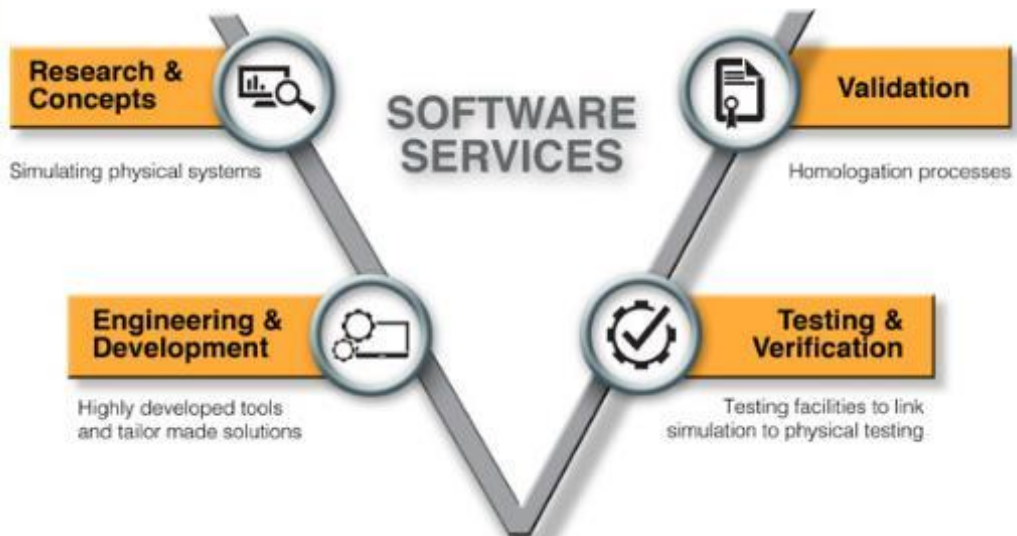 Research &
Concepts
Simulating physical systems
SOFTWARE
SERVICES
Validation
Homologation processes
Engineering &
Development
Highly developed tools
and tailor made solutions
Testing &
Verification
Testing facilities to link
simulation to physical testing